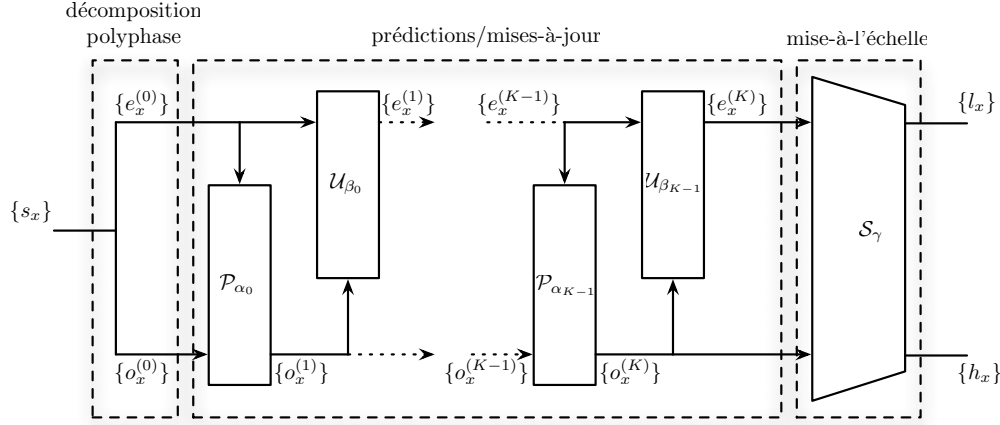 décomposition
polyphase
prédictions/mises-à-jour
mise-à-l'échelle
{e_x^{(0)}}
{e_x^{(1)}}
{e_x^{(K-1)}}
{e_x^{(K)}}
{l_x}
𝒰_{β_0}
𝒰_{β_{K-1}}
{s_x}
𝒮_γ
𝒫_{α_0}
𝒫_{α_{K-1}}
{o_x^{(0)}}
{o_x^{(1)}}
{o_x^{(K-1)}}
{o_x^{(K)}}
{h_x}